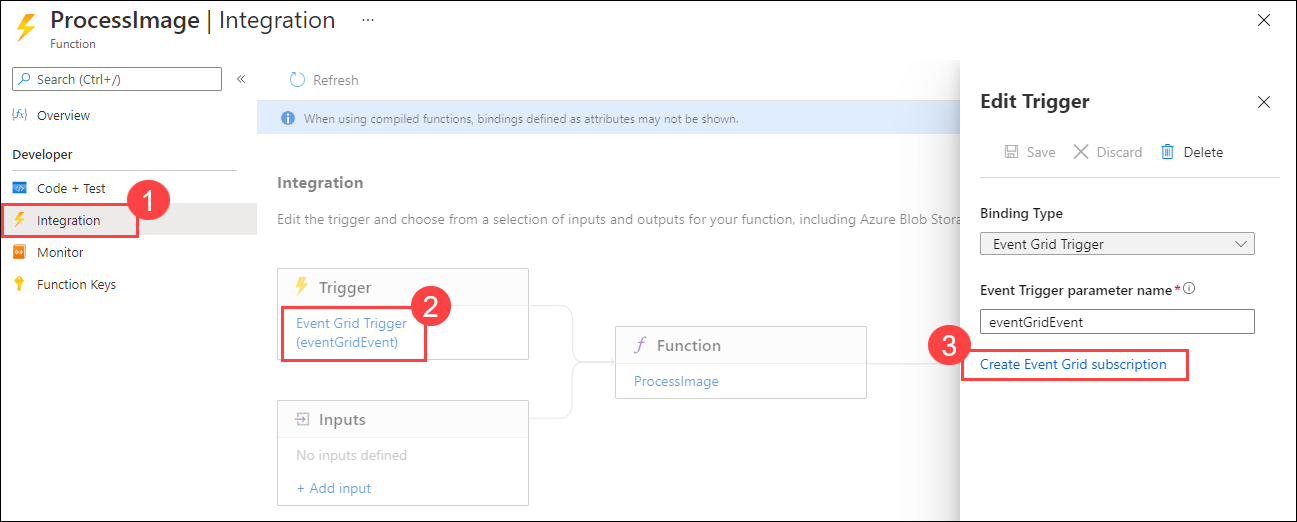 ProcessImage | Integration ...
Function
Search (Ctrl+/)
«
Overview
Developer
Code + Test
1
Integration
Monitor
Function Keys
Refresh
When using compiled functions, bindings defined as attributes may not be shown.
Integration
Edit the trigger and choose from a selection of inputs and outputs for your function, including Azure Blob Stora
Trigger
2
Event Grid Trigger
(eventGridEvent)
Function
ProcessImage
Inputs
No inputs defined
+ Add input
Edit Trigger
Save Discard Delete
Binding Type
Event Grid Trigger
Event Trigger parameter name*
eventGridEvent
3
Create Event Grid subscription